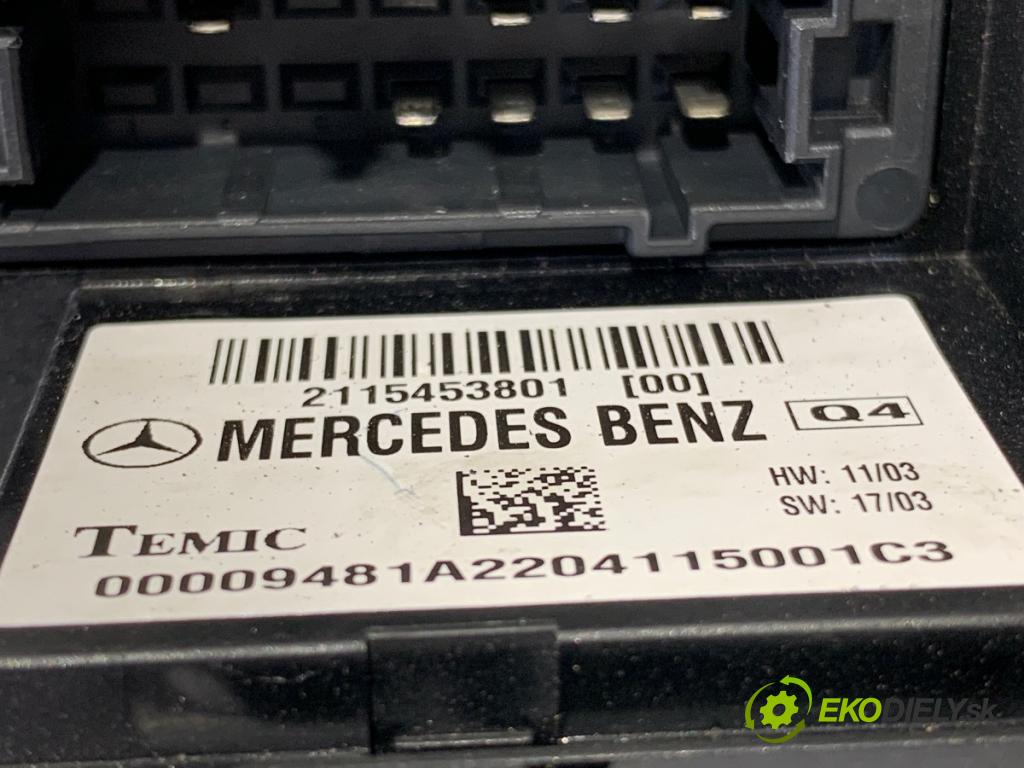 2115453801 [00]
MERCEDES BENZ Q4
HW: 11/03
SW: 17/03
TEMIC
00009481A2204115001C3
EKODIELY.sk